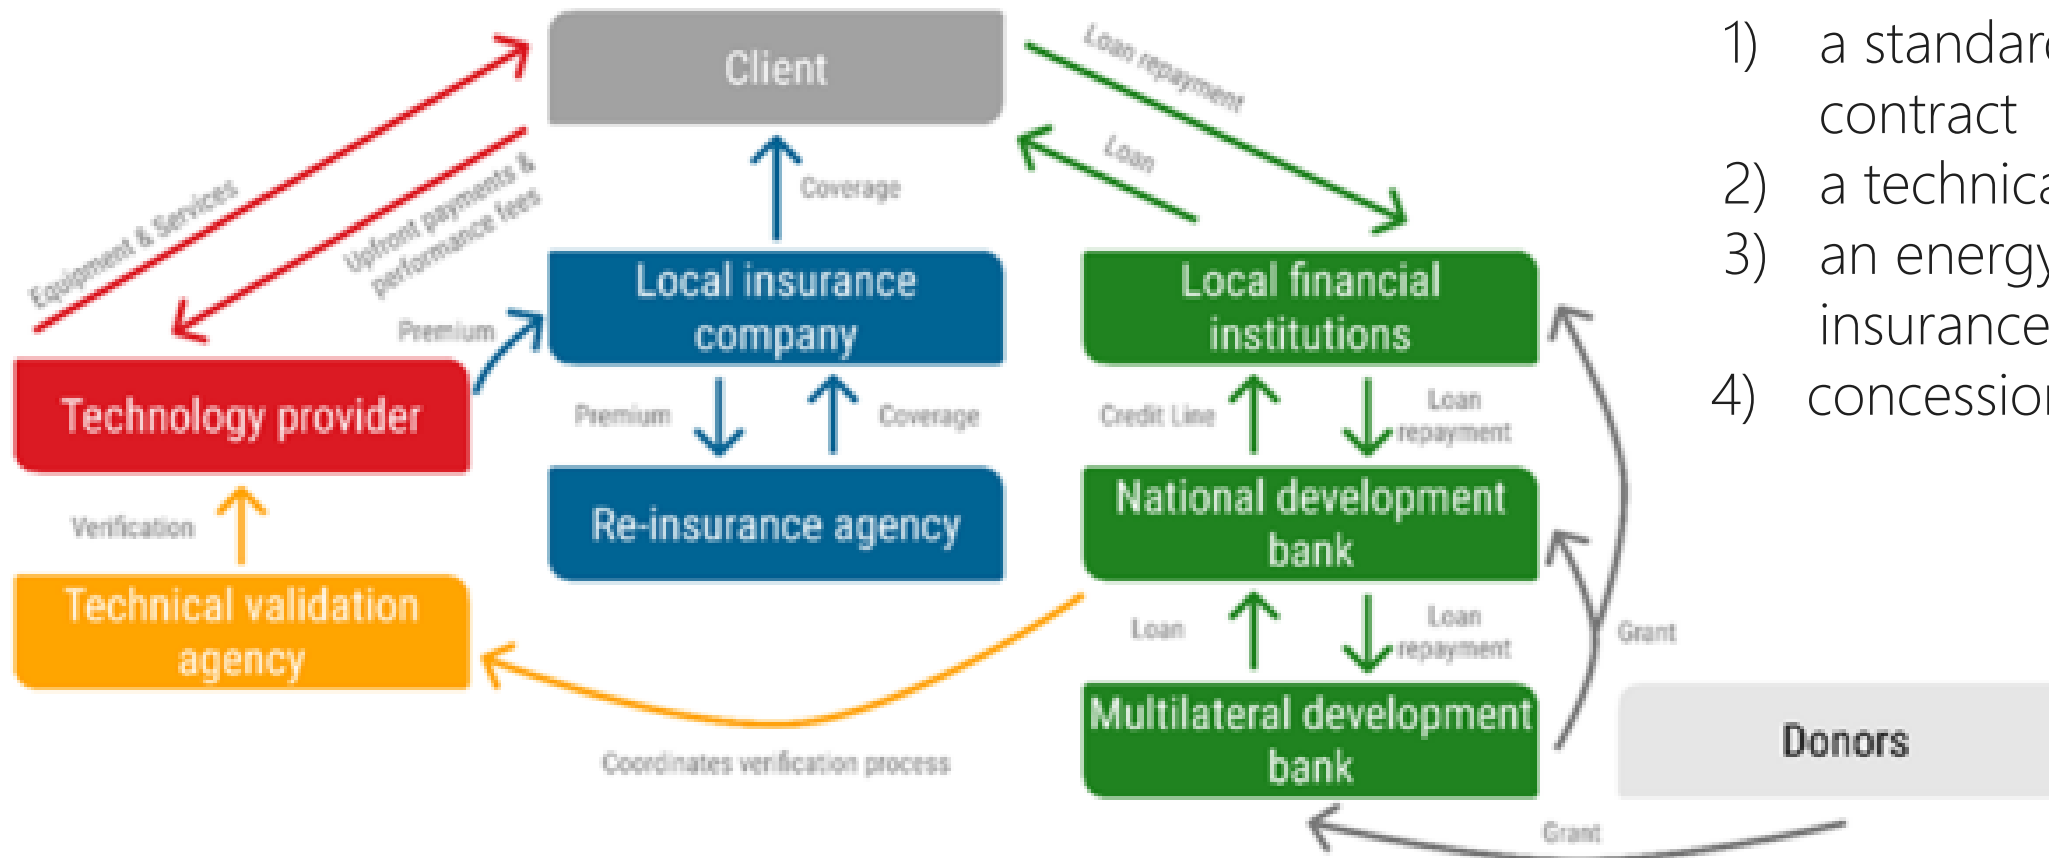 Client
Loan repayment
Loan
Coverage
Equipment & Services
Upfront payments &
performance fees
Premium
Local insurance
company
Local financial
institutions
Technology provider
Premium
Coverage
Credit Line
Loan
repayment
Verification
Re-insurance agency
National development
bank
Technical validation
agency
Loan
Loan
repayment
Grant
Multilateral development
bank
Donors
Coordinates verification process
Grant
1) a standar
contract
2) a technic
3) an energy
insurance
4) concession